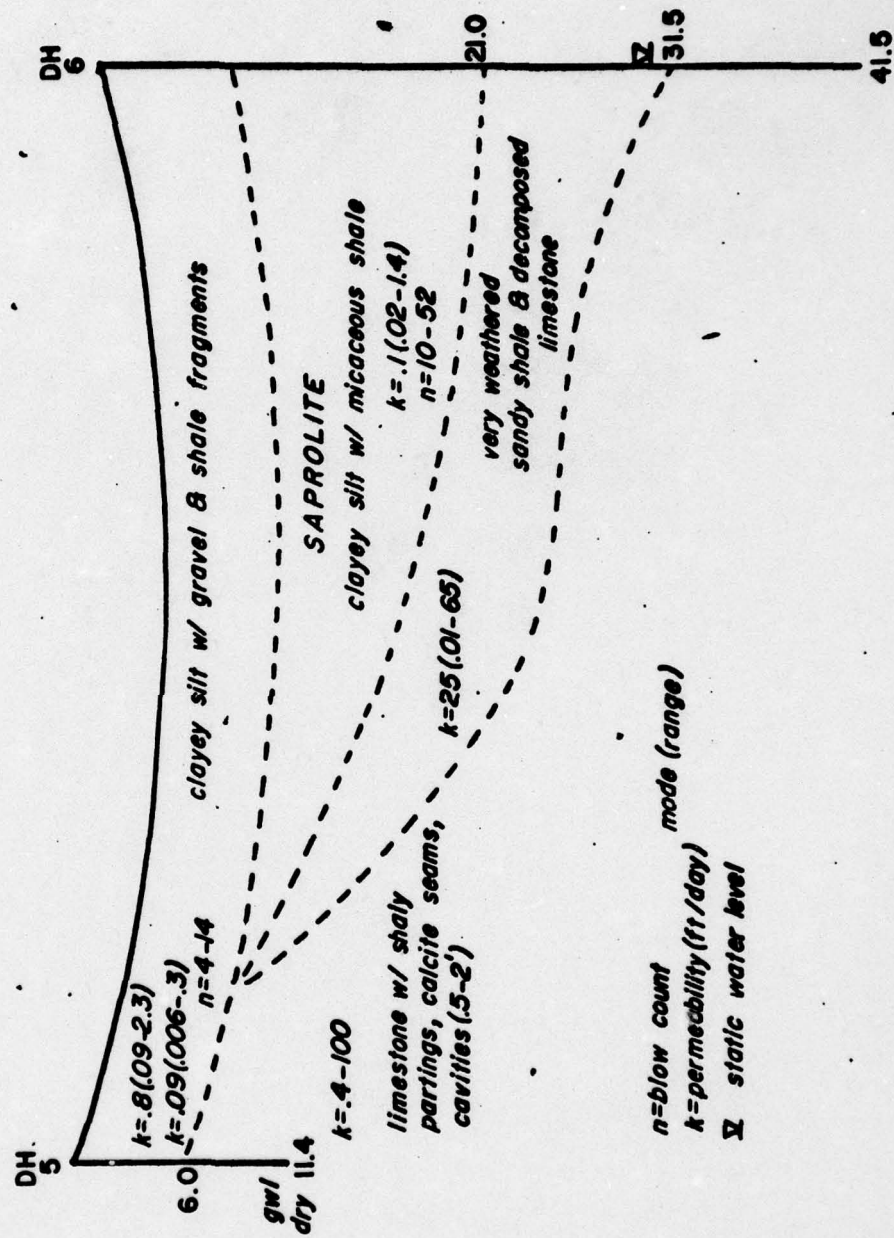 DH.
5
DH
6
k=.8(.09-2.3)
k=.09(.006-.3)
n=4-14
6.0
gwl
dry 11.4
clayey silt w/ gravel & shale fragments
SAPROLITE
clayey silt w/ micaceous shale
k=.1(.02-1.4)
n=10-52
21.0
k=.4-100
limestone w/ shaly
partings, calcite seams,
cavities(.5-2')
k=25(.01-65)
very weathered
sandy shale & decomposed
limestone
31.5
41.5
n=blow count
k=permeability(ft/day)
mode(range)
static water level